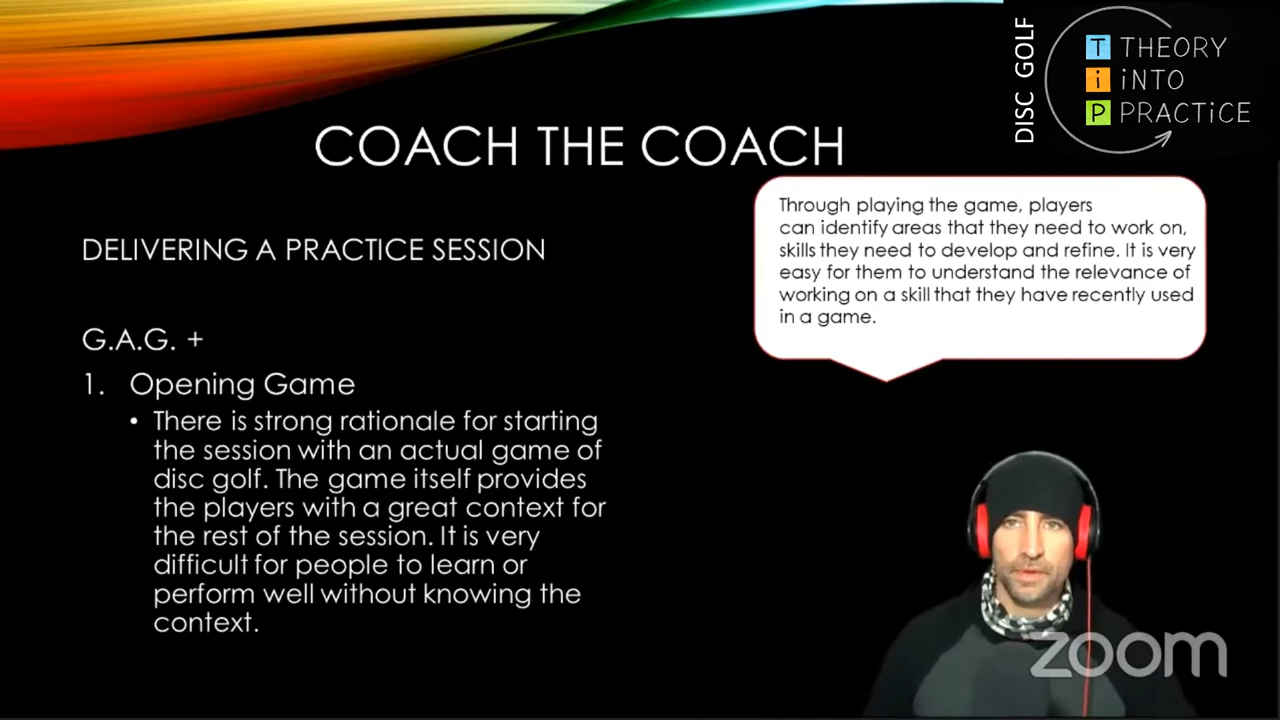 DISC GOLF
T THEORY
i iNTO
P PRACTiCE
COACH THE COACH
Through playing the game, players
can identify areas that they need to work on,
skills they need to develop and refine. It is very
easy for them to understand the relevance of
working on a skill that they have recently used
in a game.
DELIVERING A PRACTICE SESSION
G.A.G. +
1. Opening Game
• There is strong rationale for starting
the session with an actual game of
disc golf. The game itself provides
the players with a great context for
the rest of the session. It is very
difficult for people to learn or
perform well without knowing the
context.
zoom